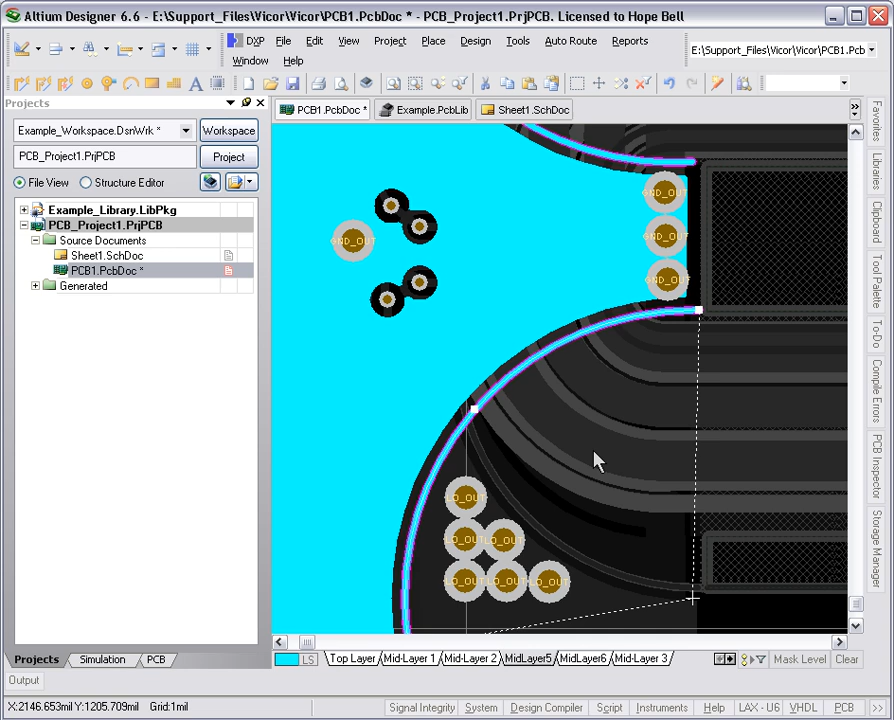 Altium Designer 6.6 - E:\Support_Files\Vicor\Vicor\PCB1.PcbDoc * - PCB_Project1.PrjPCB. Licensed to Hope Bell
DXP File Edit View Project Place Design Tools Auto Route Reports
E:\Support_Files\Vicor\Vicor\PCB1.Pcb
Window Help
Projects
PCB1.PcbDoc *
Example.PcbLib
Sheet1.SchDoc
Example_Workspace.DsnWrk *
Workspace
PCB_Project1.PrjPCB
Project
File View
Structure Editor
Example_Library.LibPkg
PCB_Project1.PrjPCB
Source Documents
Sheet1.SchDoc
PCB1.PcbDoc *
Generated
GND_OUT
GND_OUT
GND_OUT
GND_OUT
LO_OUT
LO_OUT
LO_OUT
LO_OUT
LO_OUT
LO_OUT
Favorites
Libraries
Clipboard
Tool Palette
To-Do
Compile Errors
PCB Inspector
Storage Manager
Projects Simulation PCB
LS Top Layer Mid-Layer 1 Mid-Layer 2 MidLayer5 MidLayer6 Mid-Layer 3 Mask Level Clear
Output
X:2146.653mil Y:1205.709mil Grid:1mil
Signal Integrity System Design Compiler Script Instruments Help LAX - U6 VHDL PCB >>